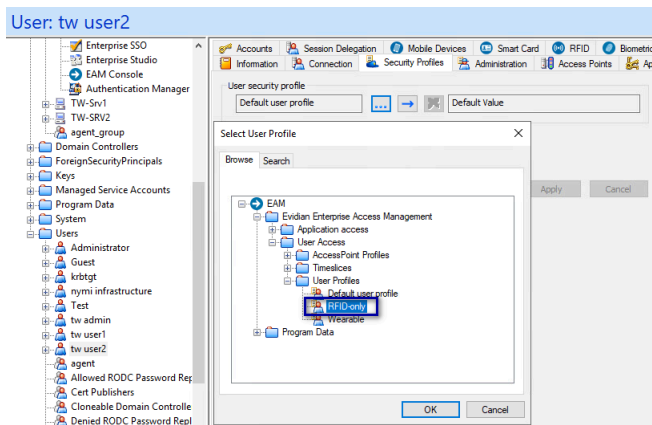 User: tw user2
Enterprise SSO
Enterprise Studio
EAM Console
Authentication Manager
TW-Srv1
TW-SRV2
agent_group
Domain Controllers
ForeignSecurityPrincipals
Keys
Managed Service Accounts
Program Data
System
Users
Administrator
Guest
krbtgt
nymi infrastructure
Test
tw admin
tw user1
tw user2
agent
Allowed RODC Password Rep
Cert Publishers
Cloneable Domain Controlle
Denied RODC Password Repl
Accounts Session Delegation Mobile Devices Smart Card RFID Biometric
Information Connection Security Profiles Administration Access Points Ap
User security profile
Default user profile ... Default Value
Select User Profile
Browse Search
EAM
Evidian Enterprise Access Management
Application access
User Access
AccessPoint Profiles
Timeslices
User Profiles
Default user profile
RFID-only
Wearable
Program Data
OK Cancel
Apply Cancel